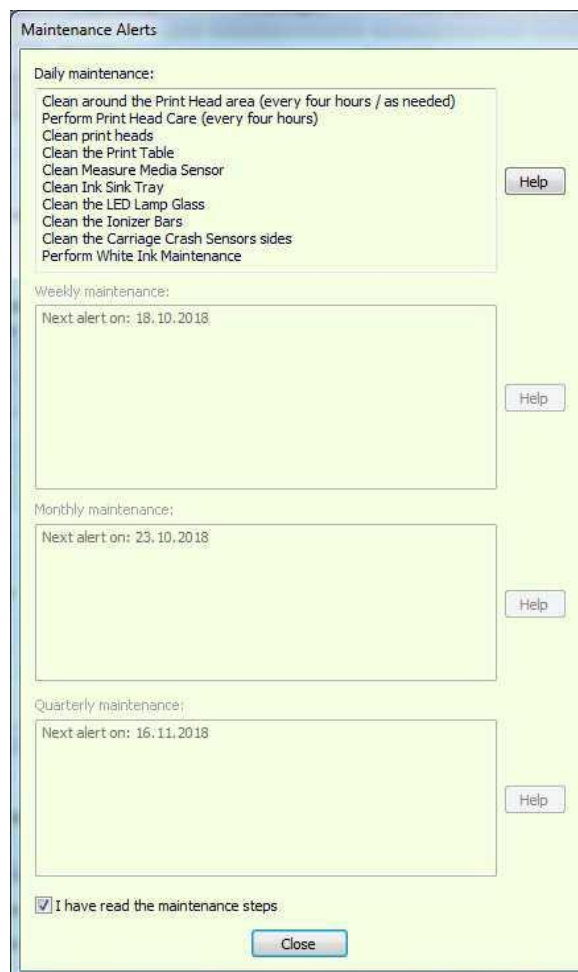 Maintenance Alerts
Daily maintenance:
Clean around the Print Head area (every four hours / as needed)
Perform Print Head Care (every four hours)
Clean print heads
Clean the Print Table
Clean Measure Media Sensor
Clean Ink Sink Tray
Clean the LED Lamp Glass
Clean the Ionizer Bars
Clean the Carriage Crash Sensors sides
Perform White Ink Maintenance
Help
Weekly maintenance:
Next alert on: 18.10.2018
Help
Monthly maintenance:
Next alert on: 23.10.2018
Help
Quarterly maintenance:
Next alert on: 16.11.2018
Help
I have read the maintenance steps
Close